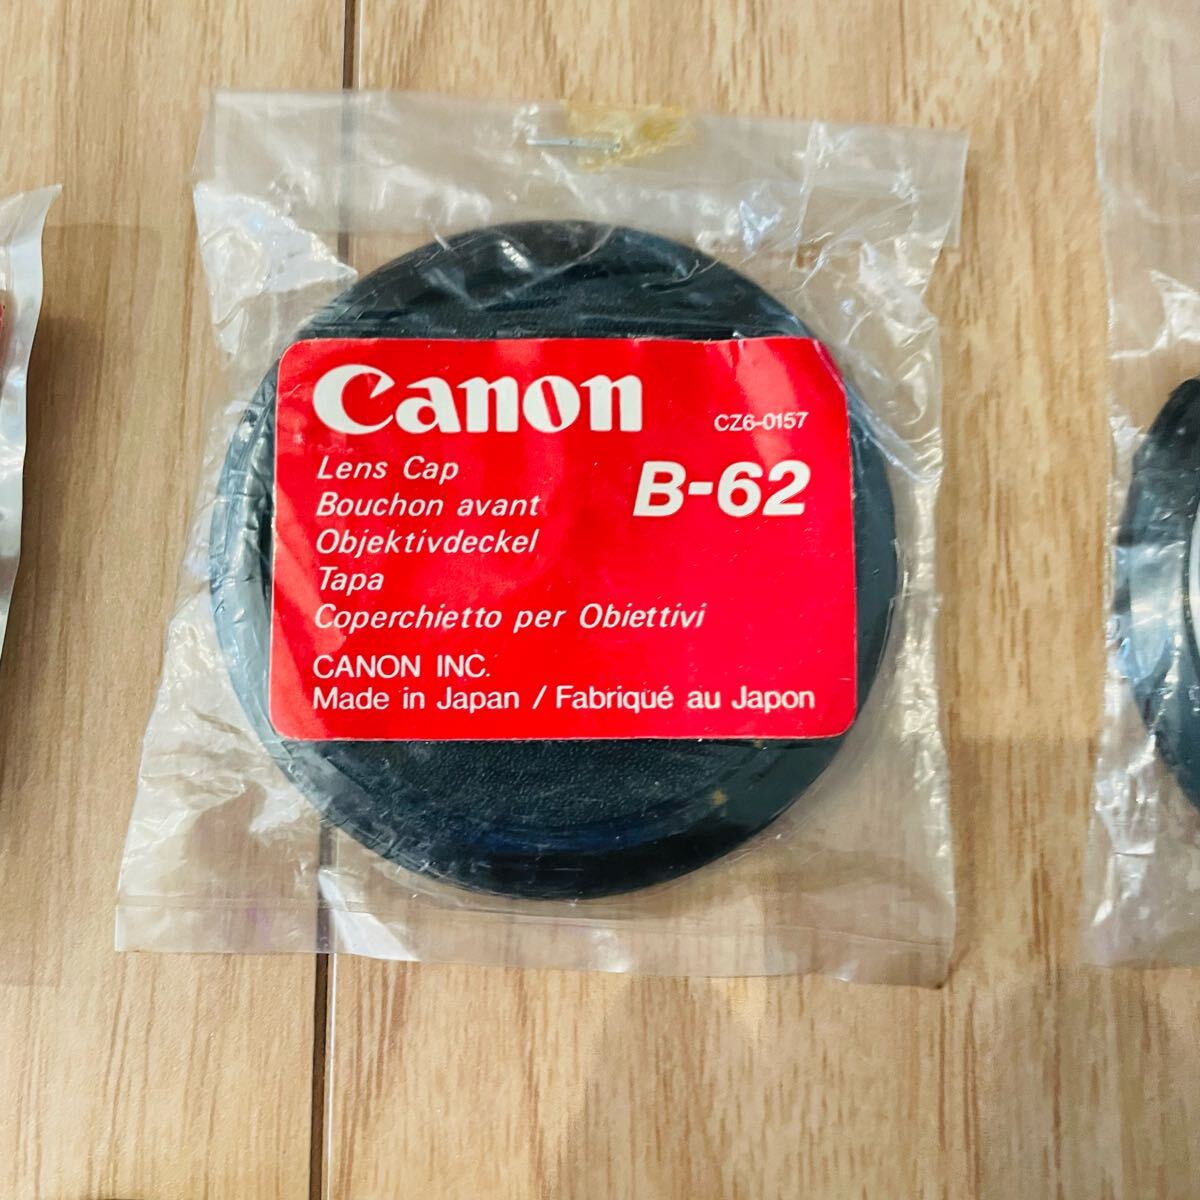 Canon
CZ6-0157
Lens Cap
B-62
Bouchon avant
Objektivdeckel
Tapa
Coperchietto per Obiettivi
CANON INC.
Made in Japan / Fabriqué au Japon